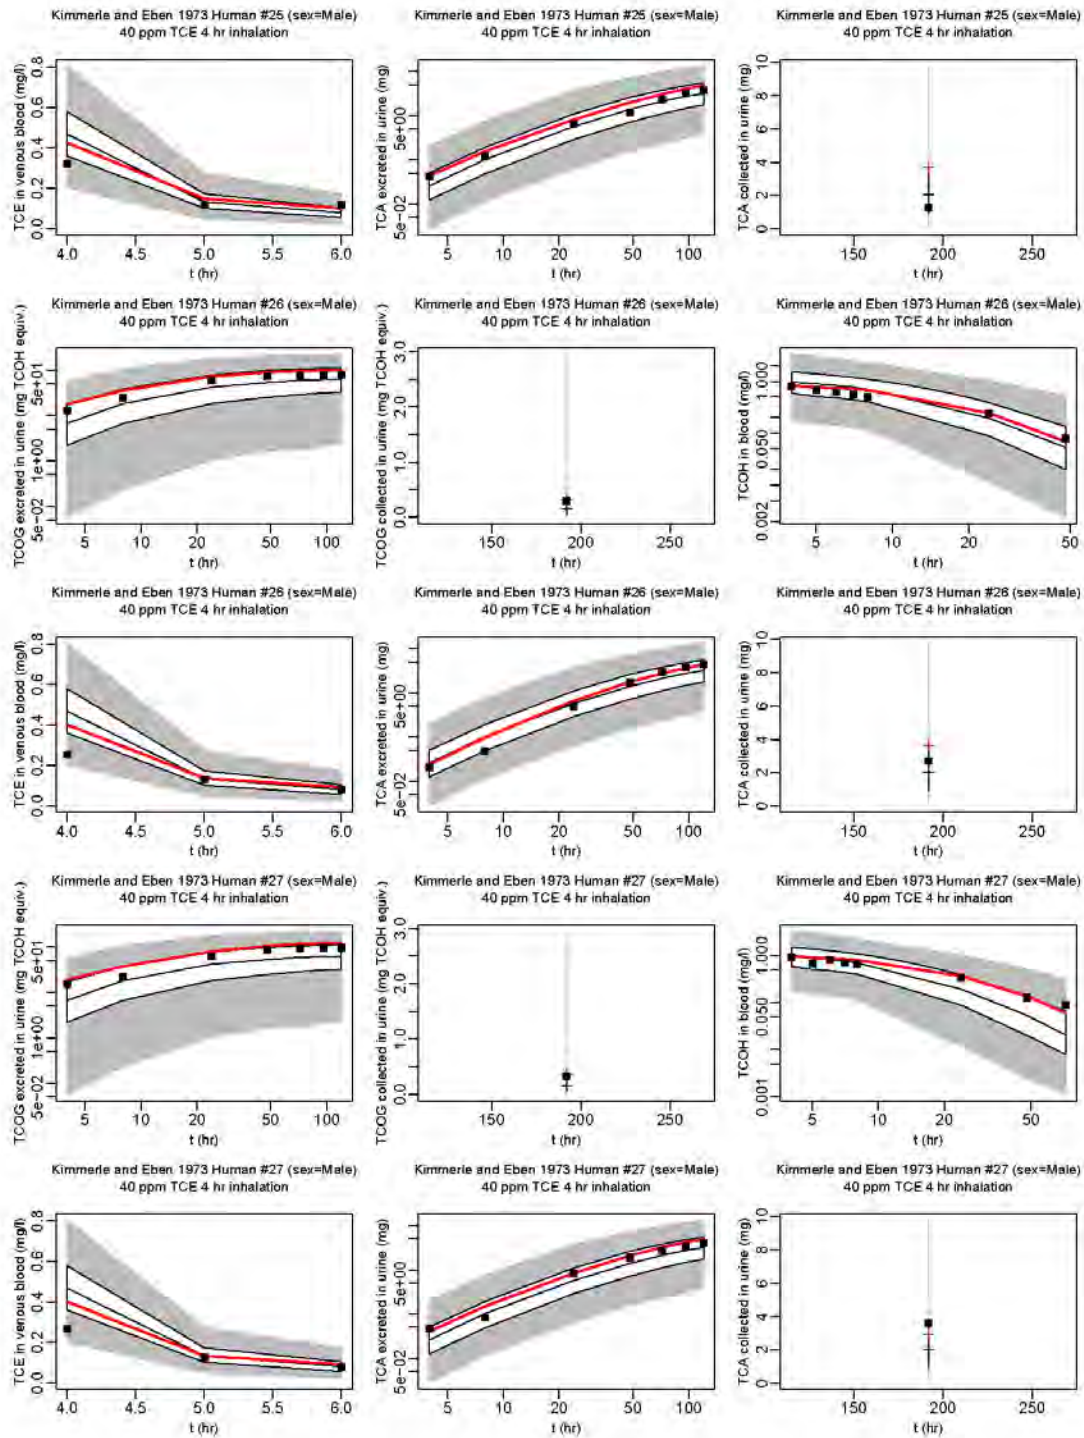 Kimmerle and Eben 1973 Human #25 (sex=Male)
40 ppm TCE 4 hr inhalation
TCE in venous blood (mg/l)
0.0 0.2 0.4 0.6 0.8
4.0 4.5 5.0 5.5 6.0
t (hr)
Kimmerle and Eben 1973 Human #25 (sex=Male)
40 ppm TCE 4 hr inhalation
TCA excreted in urine (mg)
5e-02 5e+00
5 10 20 50 100
t (hr)
Kimmerle and Eben 1973 Human #25 (sex=Male)
40 ppm TCE 4 hr inhalation
TCA collected in urine (mg)
0 2 4 6 8 10
150 200 250
t (hr)
Kimmerle and Eben 1973 Human #26 (sex=Male)
40 ppm TCE 4 hr inhalation
TCOG excreted in urine (mg TCOH equiv.)
5e-02 1e+00 5e+01
5 10 20 50 100
t (hr)
Kimmerle and Eben 1973 Human #26 (sex=Male)
40 ppm TCE 4 hr inhalation
TCOG collected in urine (mg TCOH equiv.)
0.0 1.0 2.0 3.0
150 200 250
t (hr)
Kimmerle and Eben 1973 Human #26 (sex=Male)
40 ppm TCE 4 hr inhalation
TCOH in blood (mg/l)
0.002 0.050 1.000
5 10 20 50
t (hr)
Kimmerle and Eben 1973 Human #26 (sex=Male)
40 ppm TCE 4 hr inhalation
TCE in venous blood (mg/l)
0.0 0.2 0.4 0.6 0.8
4.0 4.5 5.0 5.5 6.0
t (hr)
Kimmerle and Eben 1973 Human #26 (sex=Male)
40 ppm TCE 4 hr inhalation
TCA excreted in urine (mg)
5e-02 5e+00
5 10 20 50 100
t (hr)
Kimmerle and Eben 1973 Human #26 (sex=Male)
40 ppm TCE 4 hr inhalation
TCA collected in urine (mg)
0 2 4 6 8 10
150 200 250
t (hr)
Kimmerle and Eben 1973 Human #27 (sex=Male)
40 ppm TCE 4 hr inhalation
TCOG excreted in urine (mg TCOH equiv.)
5e-02 1e+00 5e+01
5 10 20 50 100
t (hr)
Kimmerle and Eben 1973 Human #27 (sex=Male)
40 ppm TCE 4 hr inhalation
TCOG collected in urine (mg TCOH equiv.)
0.0 1.0 2.0 3.0
150 200 250
t (hr)
Kimmerle and Eben 1973 Human #27 (sex=Male)
40 ppm TCE 4 hr inhalation
TCOH in blood (mg/l)
0.001 0.050 1.000
5 10 20 50
t (hr)
Kimmerle and Eben 1973 Human #27 (sex=Male)
40 ppm TCE 4 hr inhalation
TCE in venous blood (mg/l)
0.0 0.2 0.4 0.6 0.8
4.0 4.5 5.0 5.5 6.0
t (hr)
Kimmerle and Eben 1973 Human #27 (sex=Male)
40 ppm TCE 4 hr inhalation
TCA excreted in urine (mg)
5e-02 5e+00
5 10 20 50 100
t (hr)
Kimmerle and Eben 1973 Human #27 (sex=Male)
40 ppm TCE 4 hr inhalation
TCA collected in urine (mg)
0 2 4 6 8 10
150 200 250
t (hr)